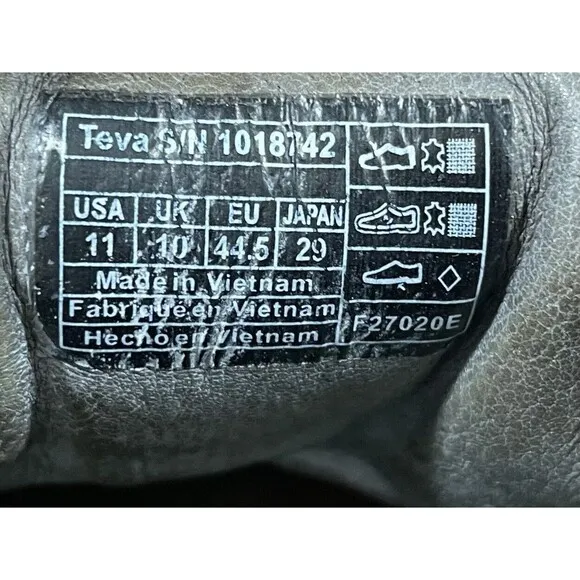 Teva S/N 1018742
USA UK EU JAPAN
11 10 44.5 29
Made in Vietnam
Fabriqué en Vietnam
Hecho en Vietnam
F27020E